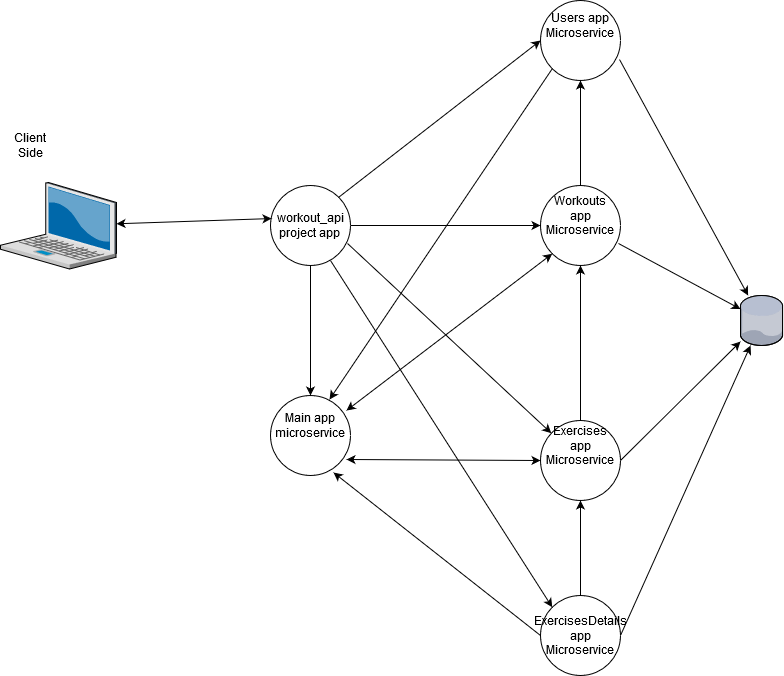 Users app
Microservice
Client
Side
workout_api
project app
Workouts
app
Microservice
Main app
microservice
Exercises
app
Microservice
ExercisesDetails
app
Microservice